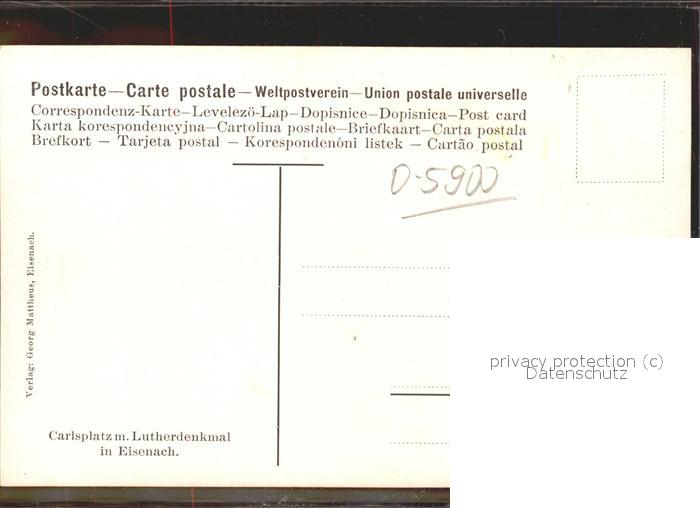 Postkarte—Carte postale—Weltpostverein—Union postale universelle
Correspondenz-Karte—Levelezö-Lap—Dopisnice—Dopisnica—Post card
Karta korespondencyjna—Cartolina postale—Briefkaart—Carta postala
Brefkort — Tarjeta postal — Korespondenóni listek — Cartão postal
D-5900
Verlag: Georg Mattheus, Eisenach.
privacy protection (c)
Datenschutz
Carlsplatz m. Lutherdenkmal
in Eisenach.